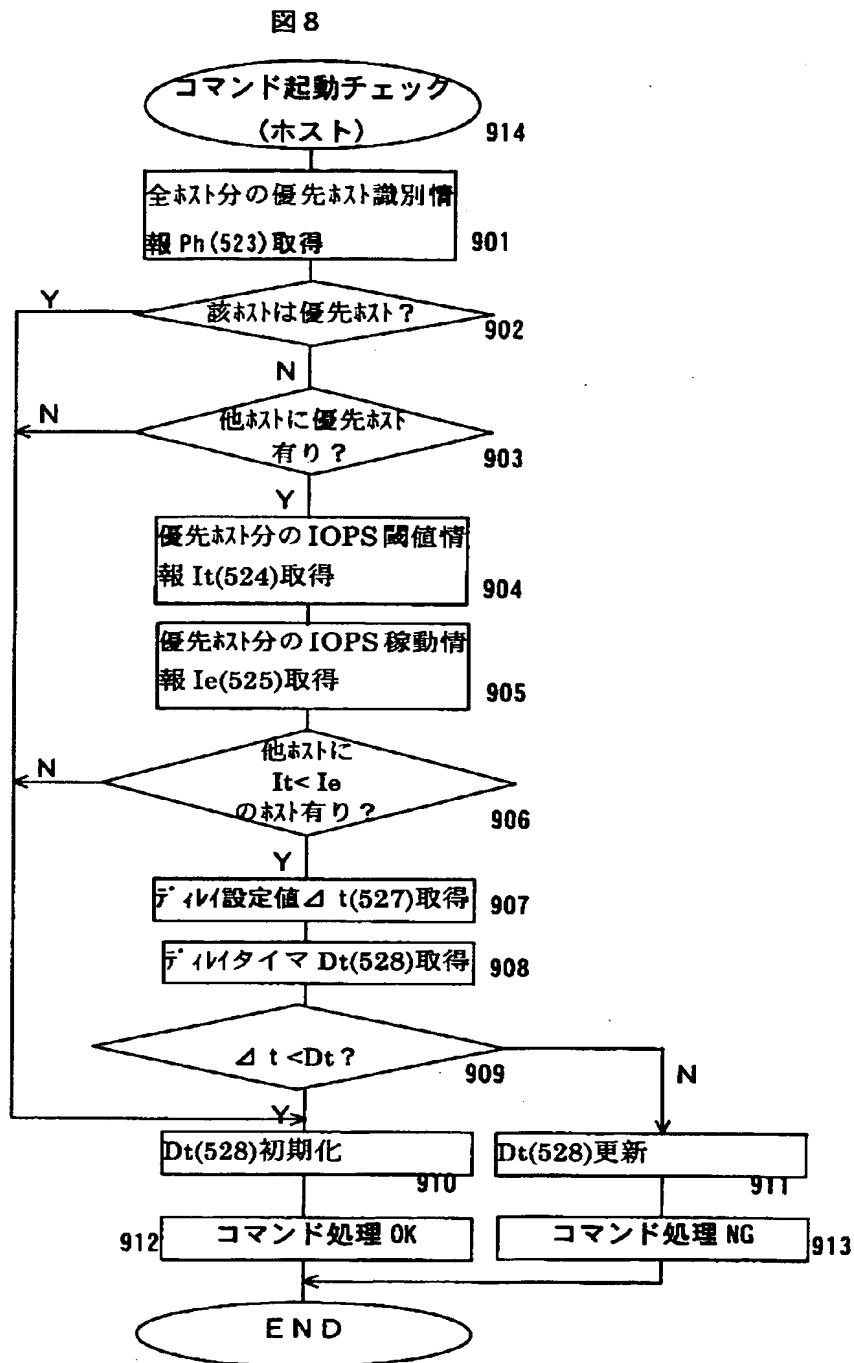 図8
コマンド起動チェック
(ホスト)
914
全ﾎｽﾄ分の優先ﾎｽﾄ識別情
報 Ph(523)取得
901
Y
該ﾎｽﾄは優先ﾎｽﾄ?
902
N
N
他ﾎｽﾄに優先ﾎｽﾄ
有り?
903
Y
優先ﾎｽﾄ分の IOPS 閾値情
報 It(524)取得
904
優先ﾎｽﾄ分の IOPS 稼動情
報 Ie(525)取得
905
N
他ﾎｽﾄに
It< Ie
のﾎｽﾄ有り?
906
Y
ﾃﾞｨﾚｲ設定値⊿ t(527)取得
907
ﾃﾞｨﾚｲタイマ Dt(528)取得
908
⊿ t <Dt?
909
N
Y
Dt(528)初期化
910
Dt(528)更新
911
912
コマンド処理 OK
コマンド処理 NG
913
END